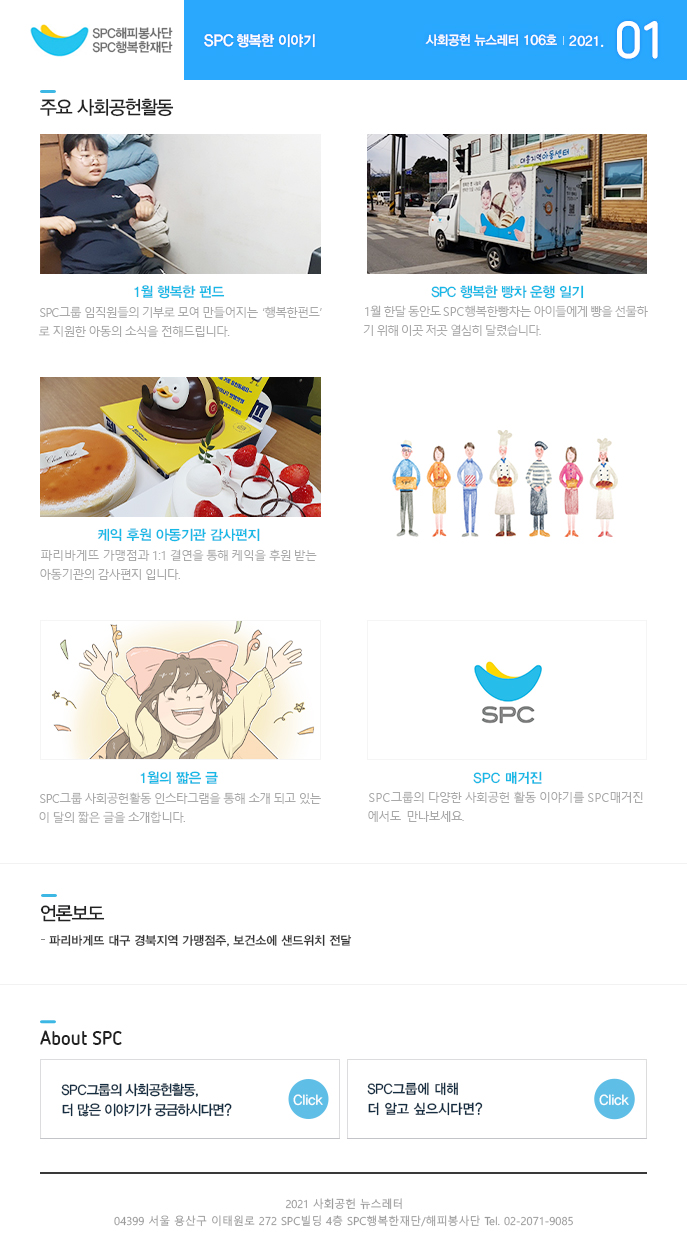 SPC해피봉사단
SPC행복한재단
SPC 행복한 이야기
사회공헌 뉴스레터 106호 | 2021. 01
주요 사회공헌활동
대흥지역아동센터
1월 행복한 펀드
SPC그룹 임직원들의 기부로 모여 만들어지는 '행복한펀드'
로 지원한 아동의 소식을 전해드립니다.
SPC 행복한 빵차 운행 일기
1월 한달 동안도 SPC행복한빵차는 아이들에게 빵을 선물하
기 위해 이곳 저곳 열심히 달렸습니다.
케익 후원 아동기관 감사편지
파리바게뜨 가맹점과 1:1 결연을 통해 케익을 후원 받는
아동기관의 감사편지 입니다.
SPC
SPC
1월의 짧은 글
SPC그룹 사회공헌활동 인스타그램을 통해 소개 되고 있는
이 달의 짧은 글을 소개합니다.
SPC 매거진
SPC그룹의 다양한 사회공헌 활동 이야기를 SPC매거진
에서도 만나보세요.
언론보도
- 파리바게뜨 대구 경북지역 가맹점주, 보건소에 샌드위치 전달
About SPC
SPC그룹의 사회공헌활동,
더 많은 이야기가 궁금하시다면?
Click
SPC그룹에 대해
더 알고 싶으시다면?
Click
2021 사회공헌 뉴스레터
04399 서울 용산구 이태원로 272 SPC빌딩 4층 SPC행복한재단/해피봉사단 Tel. 02-2071-9085